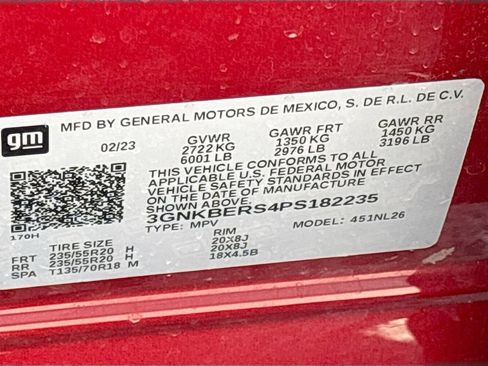 gm
MFD BY GENERAL MOTORS DE MEXICO, S. DE R.L. DE C.V.
02/23 GVWR GAWR FRT GAWR RR
2722 KG 1350 KG 1450 KG
6001 LB 2976 LB 3196 LB
THIS VEHICLE CONFORMS TO ALL
APPLICABLE U.S. FEDERAL MOTOR
VEHICLE SAFETY STANDARDS IN EFFECT
ON THE DATE OF MANUFACTURE
SHOWN ABOVE.
3GNKBERS4PS182235
170H
TYPE: MPV MODEL: 451NL26
TIRE SIZE RIM
FRT 235/55R20 H 20X8J
RR 235/55R20 H 20X8J
SPA T135/70R18 M 18X4.5B